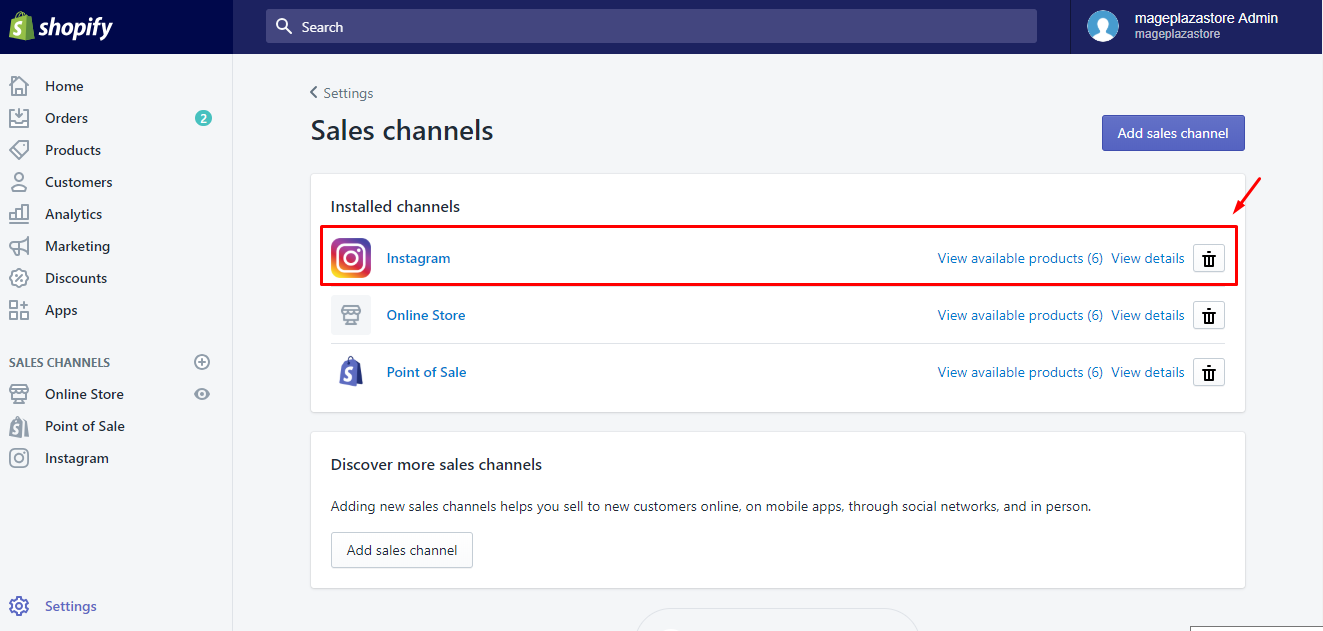 shopify
Search
mageplazastore Admin
mageplazastore
Home
Orders 2
Products
Customers
Analytics
Marketing
Discounts
Apps
SALES CHANNELS
Online Store
Point of Sale
Instagram
Settings
Settings
Sales channels
Add sales channel
Installed channels
Instagram View available products (6) View details
Online Store View available products (6) View details
Point of Sale View available products (6) View details
Discover more sales channels
Adding new sales channels helps you sell to new customers online, on mobile apps, through social networks, and in person.
Add sales channel